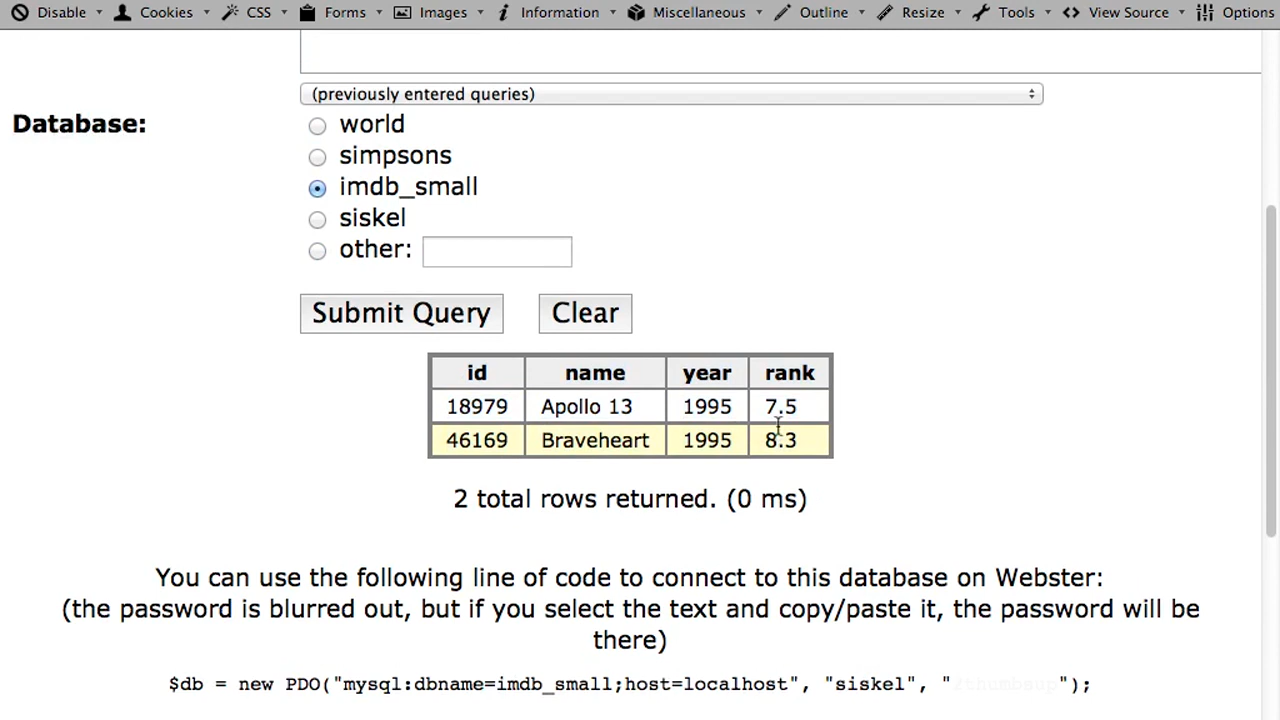 Disable Cookies CSS Forms Images Information Miscellaneous Outline Resize Tools View Source Options
(previously entered queries)
Database:
world
simpsons
imdb_small
siskel
other:
Submit Query Clear
id name year rank
18979 Apollo 13 1995 7.5
46169 Braveheart 1995 8.3
2 total rows returned. (0 ms)
You can use the following line of code to connect to this database on Webster:
(the password is blurred out, but if you select the text and copy/paste it, the password will be
there)
$db = new PDO("mysql:dbname=imdb_small;host=localhost", "siskel", "");